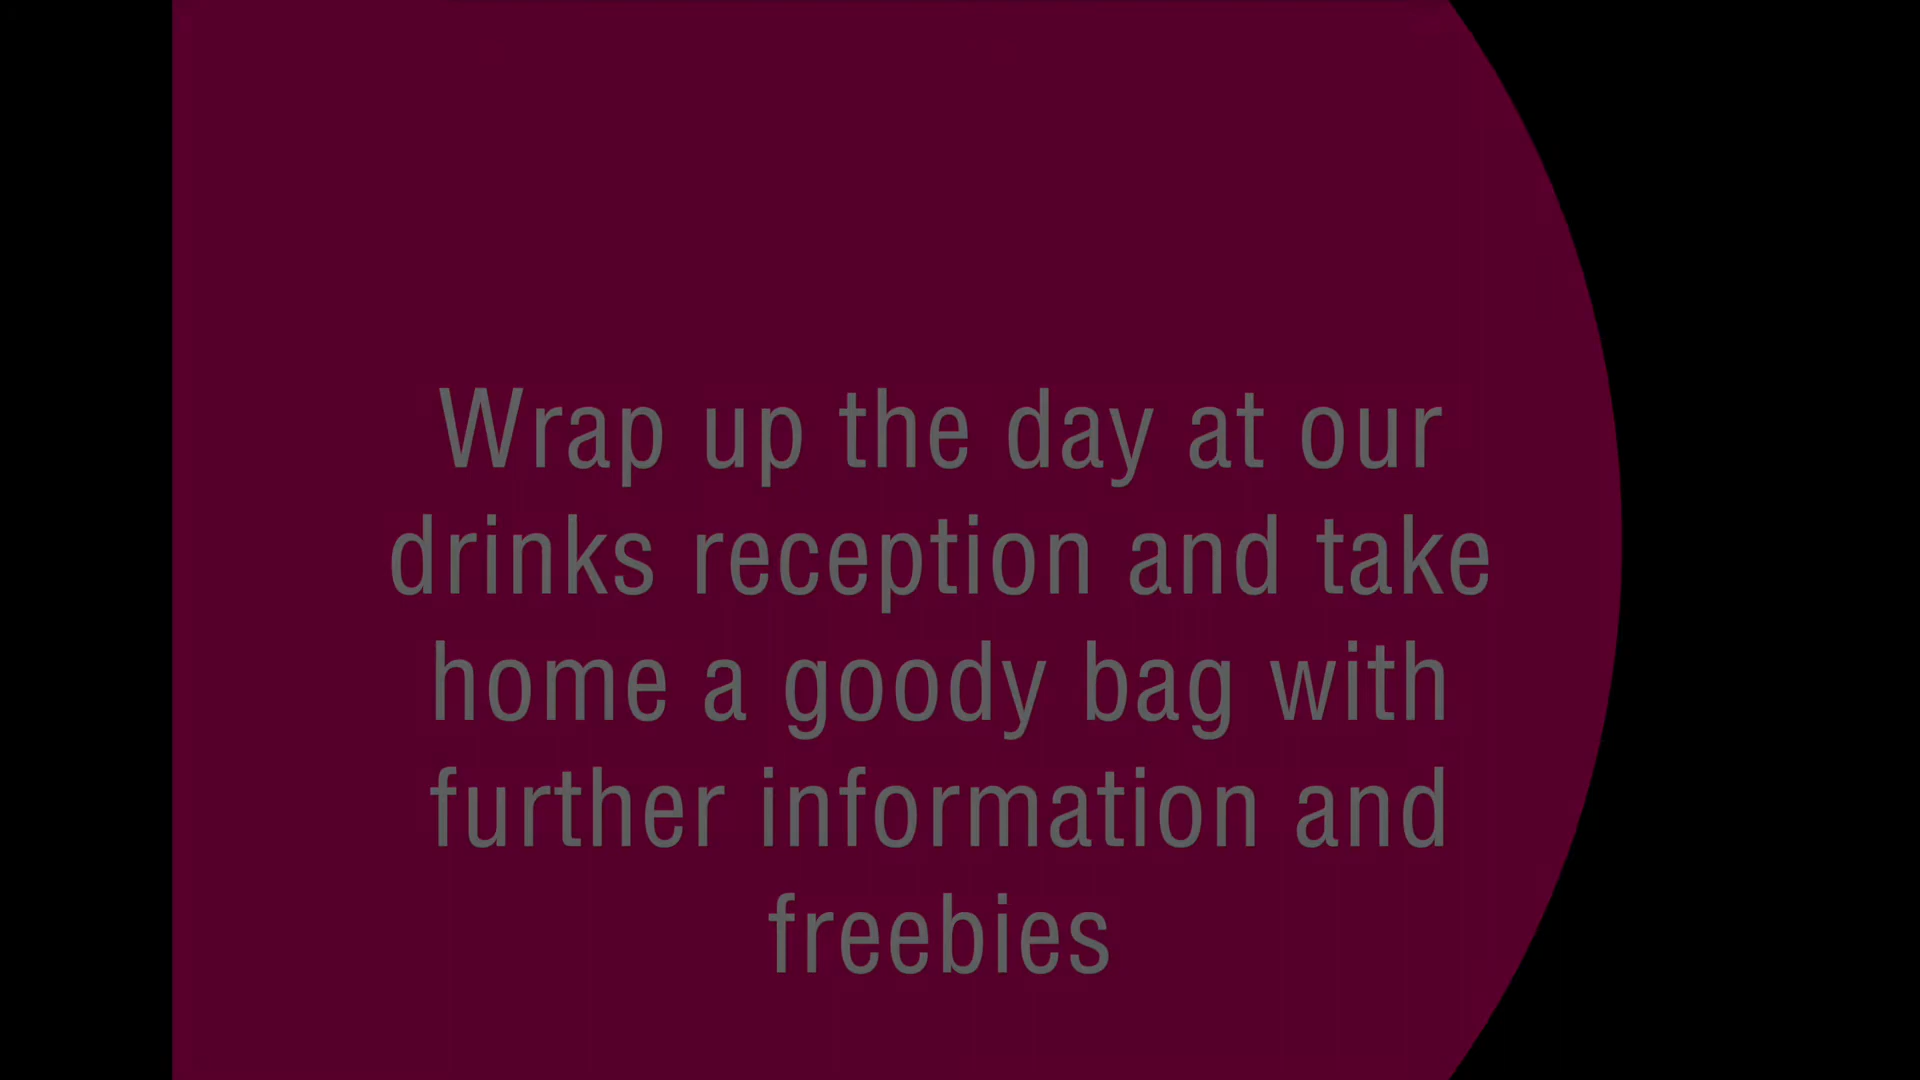 Wrap up the day at our
drinks reception and take
home a goody bag with
further information and
freebies